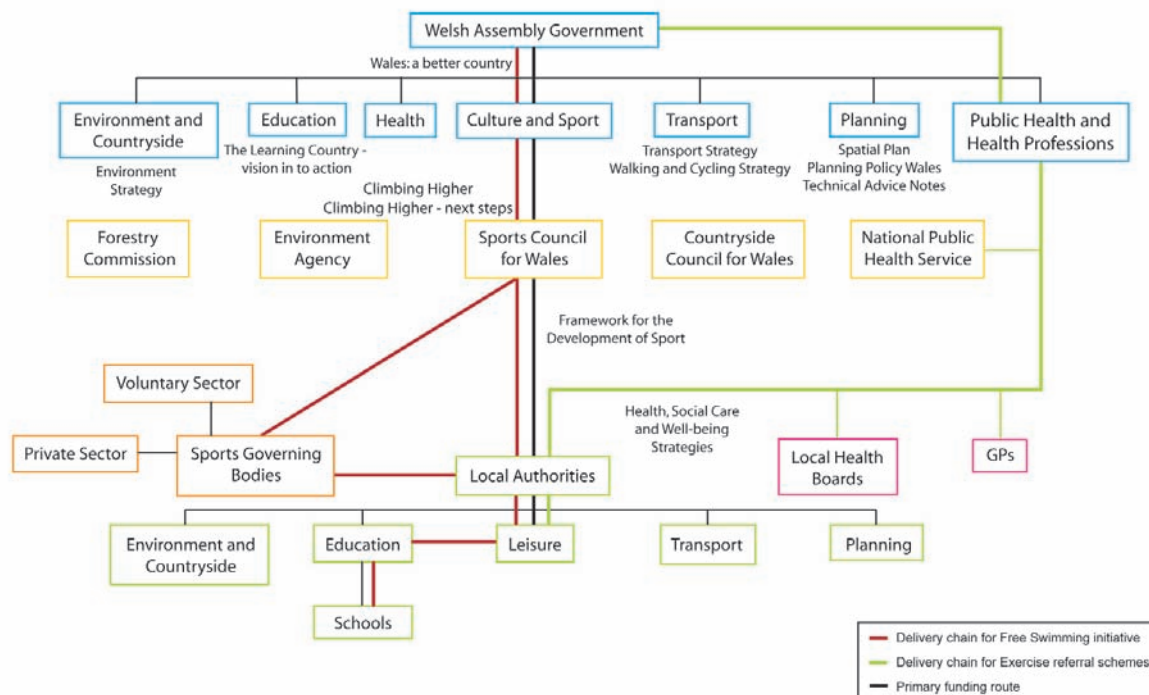 Welsh Assembly Government
Wales: a better country
Environment and
Countryside
Education
Health
Culture and Sport
Transport
Planning
Public Health and
Health Professions
Environment
Strategy
The Learning Country -
vision in to action
Transport Strategy
Walking and Cycling Strategy
Spatial Plan
Planning Policy Wales
Technical Advice Notes
Climbing Higher
Climbing Higher - next steps
Forestry
Commission
Environment
Agency
Sports Council
for Wales
Countryside
Council for Wales
National Public
Health Service
Framework for the
Development of Sport
Voluntary Sector
Private Sector
Sports Governing
Bodies
Local Authorities
Health, Social Care
and Well-being
Strategies
Local Health
Boards
GPs
Environment and
Countryside
Education
Leisure
Transport
Planning
Schools
Delivery chain for Free Swimming initiative
Delivery chain for Exercise referral schemes
Primary funding route